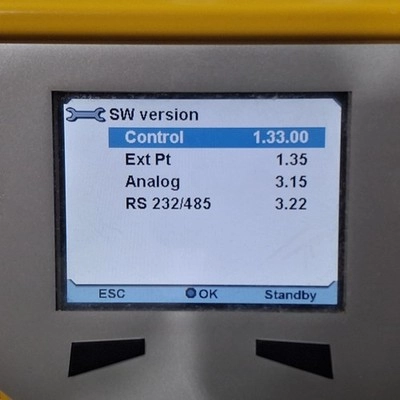 SW version
Control 1.33.00
Ext Pt 1.35
Analog 3.15
RS 232/485 3.22
ESC OK Standby